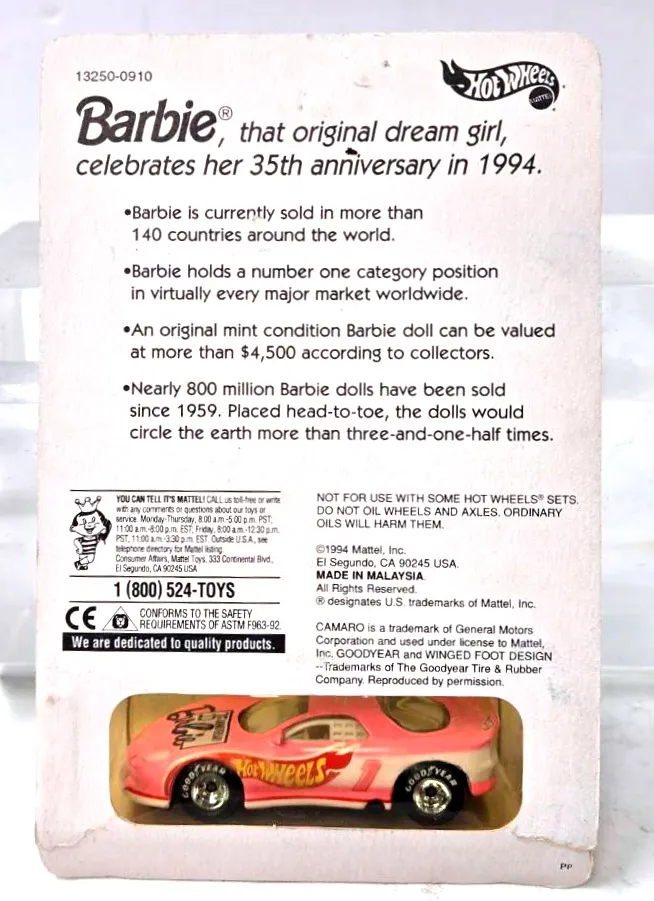 13250-0910
HOT WHEELS
MATTEL
Barbie®, that original dream girl,
celebrates her 35th anniversary in 1994.
•Barbie is currently sold in more than
140 countries around the world.
•Barbie holds a number one category position
in virtually every major market worldwide.
•An original mint condition Barbie doll can be valued
at more than $4,500 according to collectors.
•Nearly 800 million Barbie dolls have been sold
since 1959. Placed head-to-toe, the dolls would
circle the earth more than three-and-one-half times.
YOU CAN TELL IT'S MATTEL! CALL us toll-free or write
with any comments or questions about our toys or
service. Monday-Thursday, 8:00 a.m.-5:00 p.m. PST;
11:00 a.m.-8:00 p.m. EST; Friday, 8:00 a.m.-12:30 p.m.
PST, 11:00 a.m.-3:30 p.m. EST. Outside U.S.A., see
telephone directory for Mattel listing.
Consumer Affairs, Mattel Toys, 333 Continental Blvd.,
El Segundo, CA 90245 USA
1 (800) 524-TOYS
CE
CONFORMS TO THE SAFETY
REQUIREMENTS OF ASTM F963-92.
We are dedicated to quality products.
NOT FOR USE WITH SOME HOT WHEELS® SETS.
DO NOT OIL WHEELS AND AXLES. ORDINARY
OILS WILL HARM THEM.
©1994 Mattel, Inc.
El Segundo, CA 90245 USA.
MADE IN MALAYSIA.
All Rights Reserved.
® designates U.S. trademarks of Mattel, Inc.
CAMARO is a trademark of General Motors
Corporation and used under license to Mattel,
Inc. GOODYEAR and WINGED FOOT DESIGN
--Trademarks of The Goodyear Tire & Rubber
Company. Reproduced by permission.
GOODYEAR
HOT WHEELS
1
GOODYEAR
PP